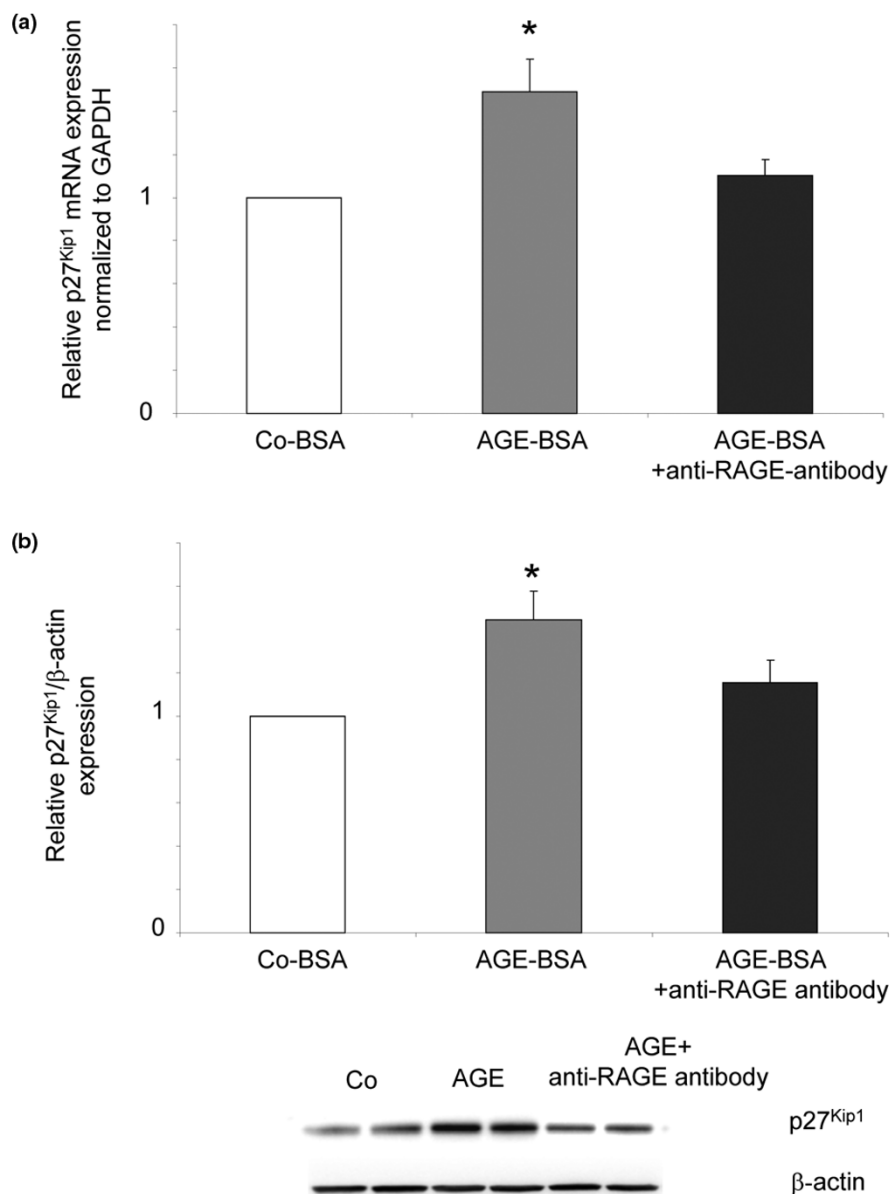 (a)
*
Relative p27Kip1 mRNA expression
normalized to GAPDH
1
0
Co-BSA
AGE-BSA
AGE-BSA
+anti-RAGE-antibody
(b)
*
Relative p27Kip1/β-actin
expression
1
0
Co-BSA
AGE-BSA
AGE-BSA
+anti-RAGE antibody
Co
AGE
AGE+
anti-RAGE antibody
p27Kip1
β-actin